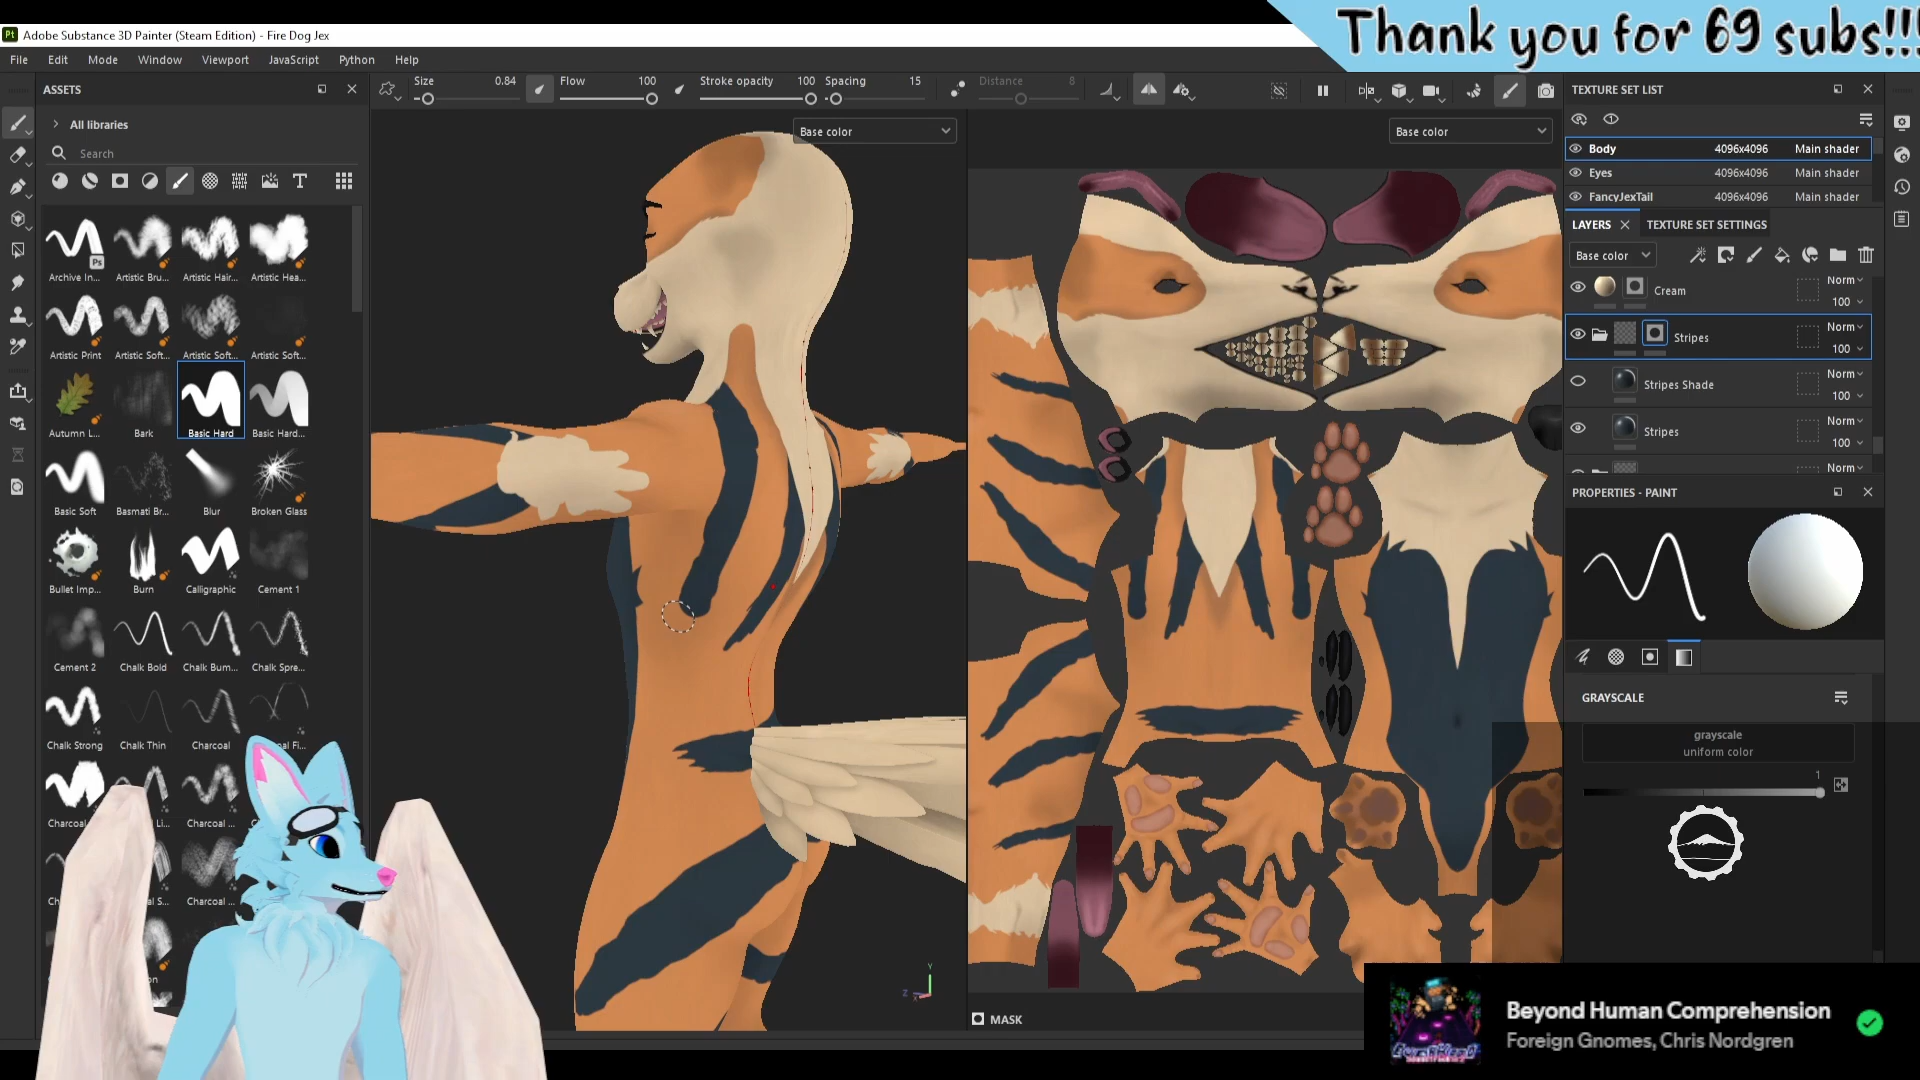 Thank you for 69 subs!!!
Adobe Substance 3D Painter (Steam Edition) - Fire Dog Jex
File Edit Mode Window Viewport JavaScript Python Help
ASSETS
Size 0.84 Flow 100 Stroke opacity 100 Spacing 15 Distance 8
All libraries
Search
Base color
Base color
Archive In... Artistic Bru... Artistic Hair... Artistic Hea...
Artistic Print Artistic Soft... Artistic Soft... Artistic Soft...
Autumn L... Bark Basic Hard Basic Hard...
Basic Soft Basmati Br... Blur Broken Glass
Bullet Imp... Burn Calligraphic Cement 1
Cement 2 Chalk Bold Chalk Bum... Chalk Spre...
Chalk Strong Chalk Thin Charcoal
Charcoal Charcoal ...
Charcoal ...
MASK
TEXTURE SET LIST
Body 4096x4096 Main shader
Eyes 4096x4096 Main shader
FancyJexTail 4096x4096 Main shader
LAYERS TEXTURE SET SETTINGS
Base color
Cream Norm 100
Stripes Norm 100
Stripes Shade Norm 100
Stripes Norm 100
Norm
PROPERTIES - PAINT
GRAYSCALE
grayscale
uniform color
1
Beyond Human Comprehension
Foreign Gnomes, Chris Nordgren